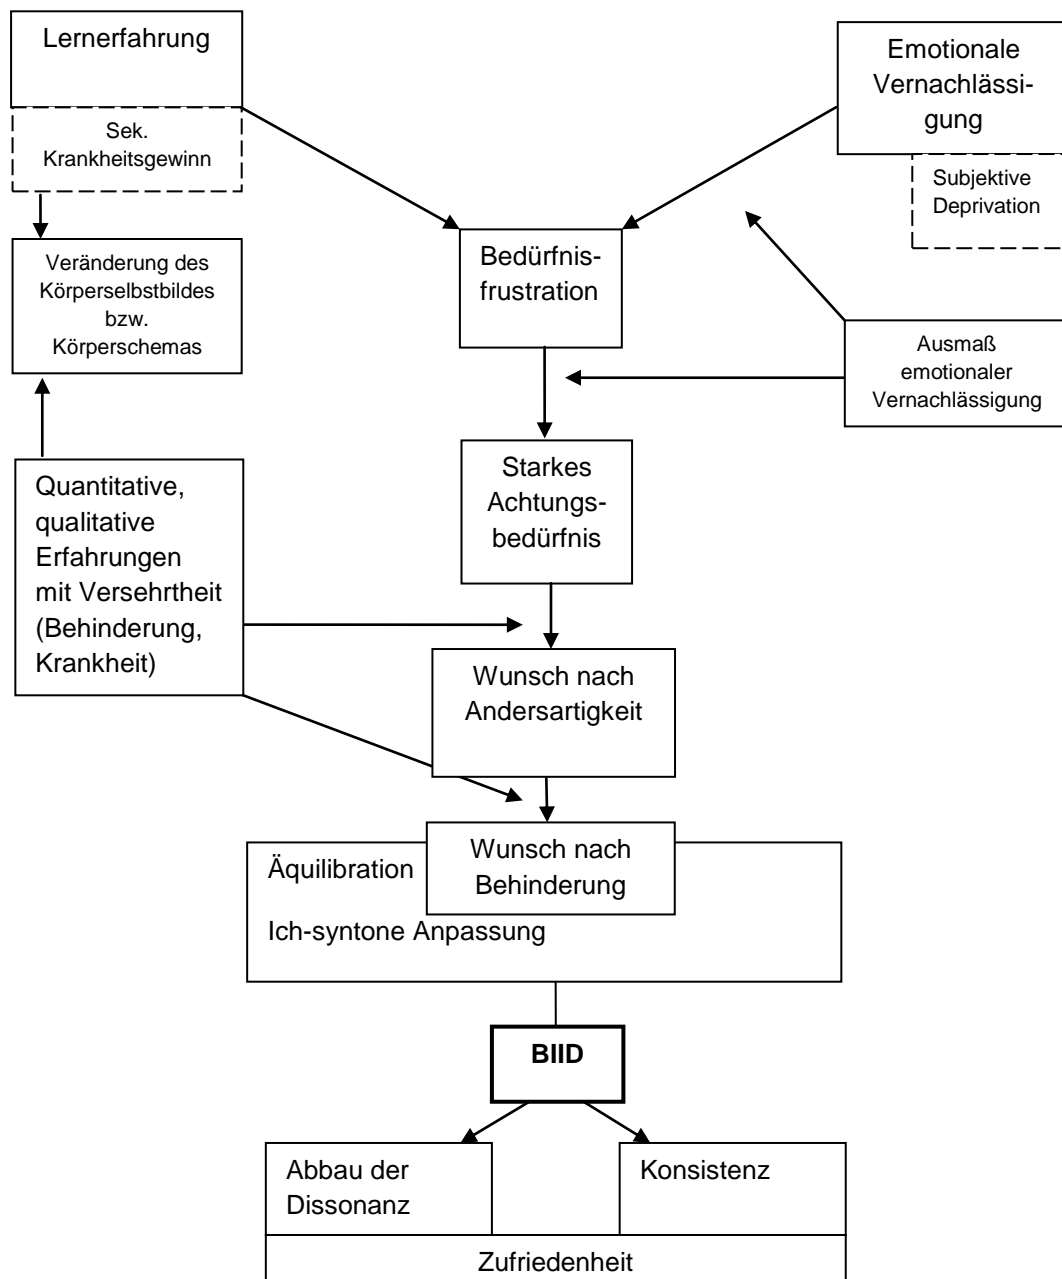 Lernerfahrung
Sek.
Krankheitsgewinn
Emotionale
Vernachlässi-
gung
Subjektive
Deprivation
Veränderung des
Körperselbstbildes
bzw.
Körperschemas
Bedürfnis-
frustration
Ausmaß
emotionaler
Vernachlässigung
Starkes
Achtungs-
bedürfnis
Quantitative,
qualitative
Erfahrungen
mit Versehrtheit
(Behinderung,
Krankheit)
Wunsch nach
Andersartigkeit
Wunsch nach
Behinderung
Äquilibration
Ich-syntone Anpassung
BIID
Abbau der
Dissonanz
Konsistenz
Zufriedenheit